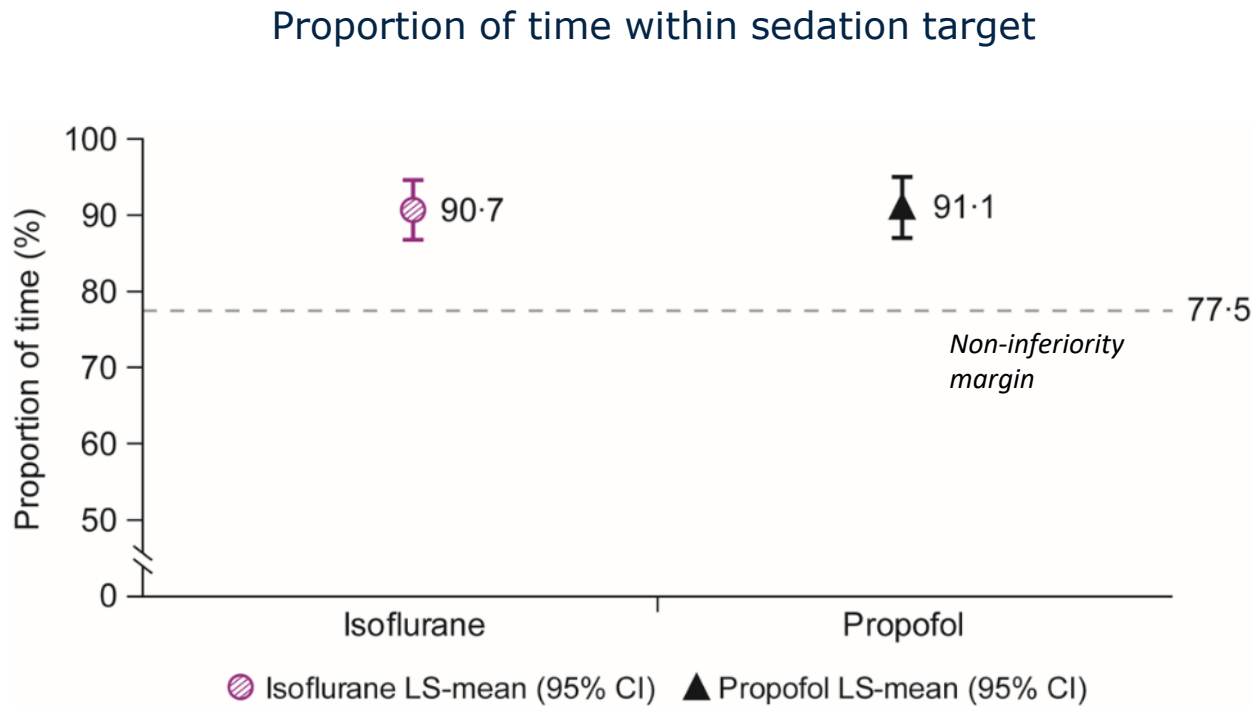 Proportion of time within sedation target
Proportion of time (%)
100
90
80
70
60
50
0
90·7
91·1
77·5
Non-inferiority
margin
Isoflurane
Propofol
Isoflurane LS-mean (95% CI)
Propofol LS-mean (95% CI)